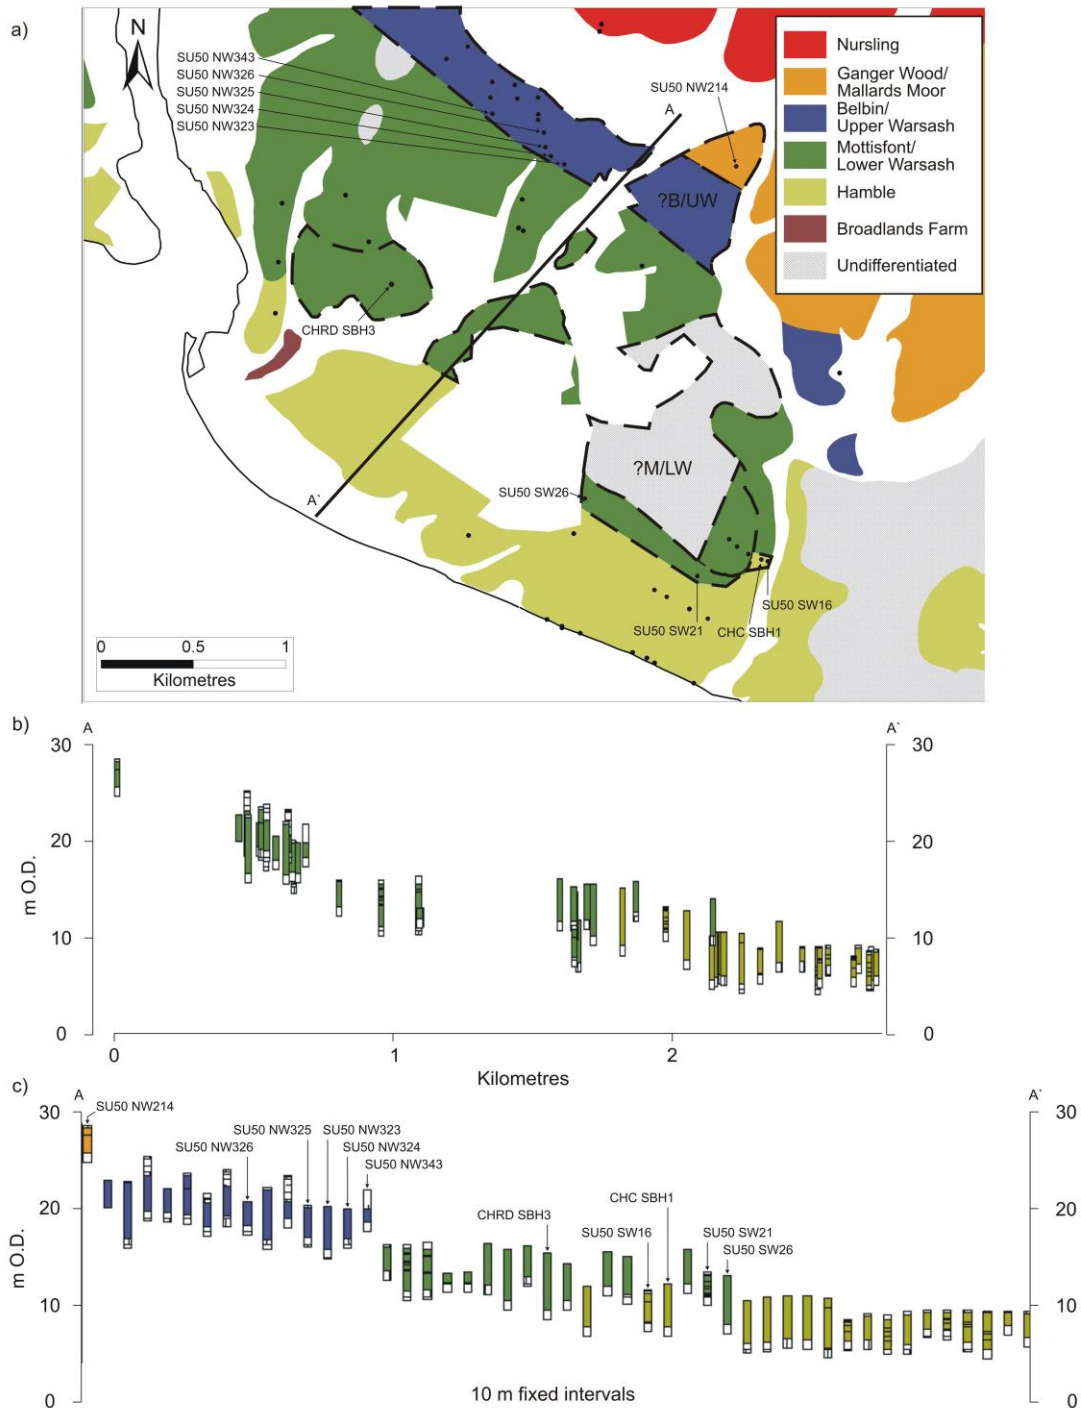 a)
N
SU50 NW343
SU50 NW326
SU50 NW325
SU50 NW324
SU50 NW323
SU50 NW214
A
Nursling
Ganger Wood/
Mallards Moor
Belbin/
Upper Warsash
Mottisfont/
Lower Warsash
Hamble
Broadlands Farm
Undifferentiated
?B/UW
CHRD SBH3
?M/LW
SU50 SW26
A`
SU50 SW16
SU50 SW21
CHC SBH1
0 0.5 1
Kilometres
b)
A
A`
30
20
10
0
m O.D.
30
20
10
0
0 1 2
Kilometres
c)
A
A`
30
20
10
0
m O.D.
SU50 NW214
SU50 NW326
SU50 NW325
SU50 NW323
SU50 NW324
SU50 NW343
CHRD SBH3
SU50 SW16
CHC SBH1
SU50 SW21
SU50 SW26
30
20
10
0
10 m fixed intervals